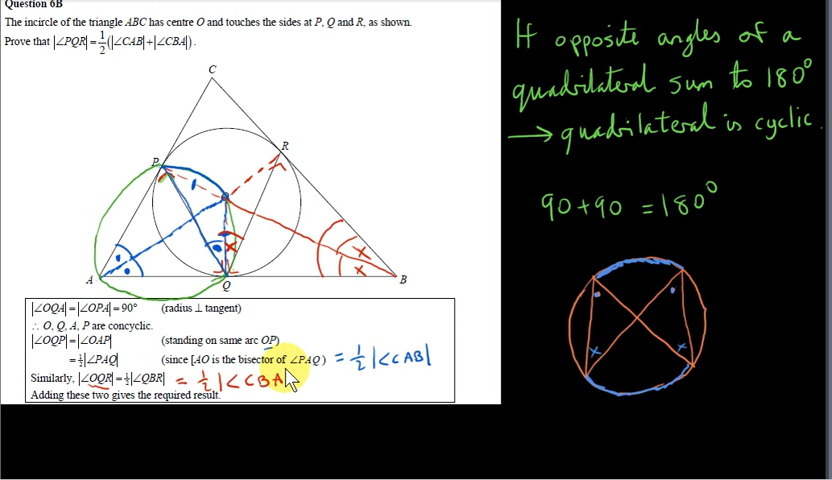 Question 6B
The incircle of the triangle ABC has centre O and touches the sides at P, Q and R, as shown.
Prove that |∠PQR| = 1/2 (|∠CAB| + |∠CBA|).
C
P
R
A
Q
B
x
x
x
|∠OQA| = |∠OPA| = 90° (radius ⊥ tangent)
∴ O, Q, A, P are concyclic.
|∠OQP| = |∠OAP| (standing on same arc OP)
= 1/2 |∠PAQ| (since [AO is the bisector of ∠PAQ) = 1/2 |<CAB|
Similarly, |∠OQR| = 1/2 |∠QBR| = 1/2 |<CBA
Adding these two gives the required result.
If opposite angles of a
quadrilateral sum to 180°
→ quadrilateral is cyclic.
90 + 90 = 180°
x
x